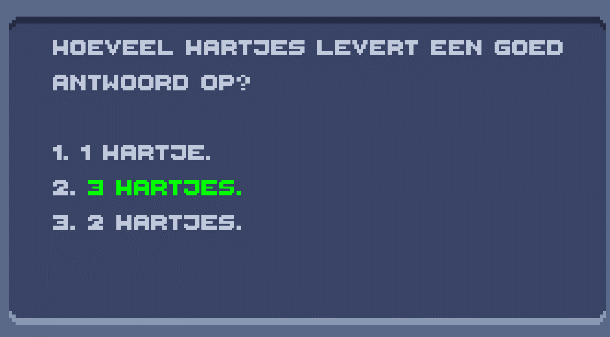 HOEVEEL HARTJES LEVERT EEN GOED
ANTWOORD OP?
1. 1 HARTJE.
2. 3 HARTJES.
3. 2 HARTJES.